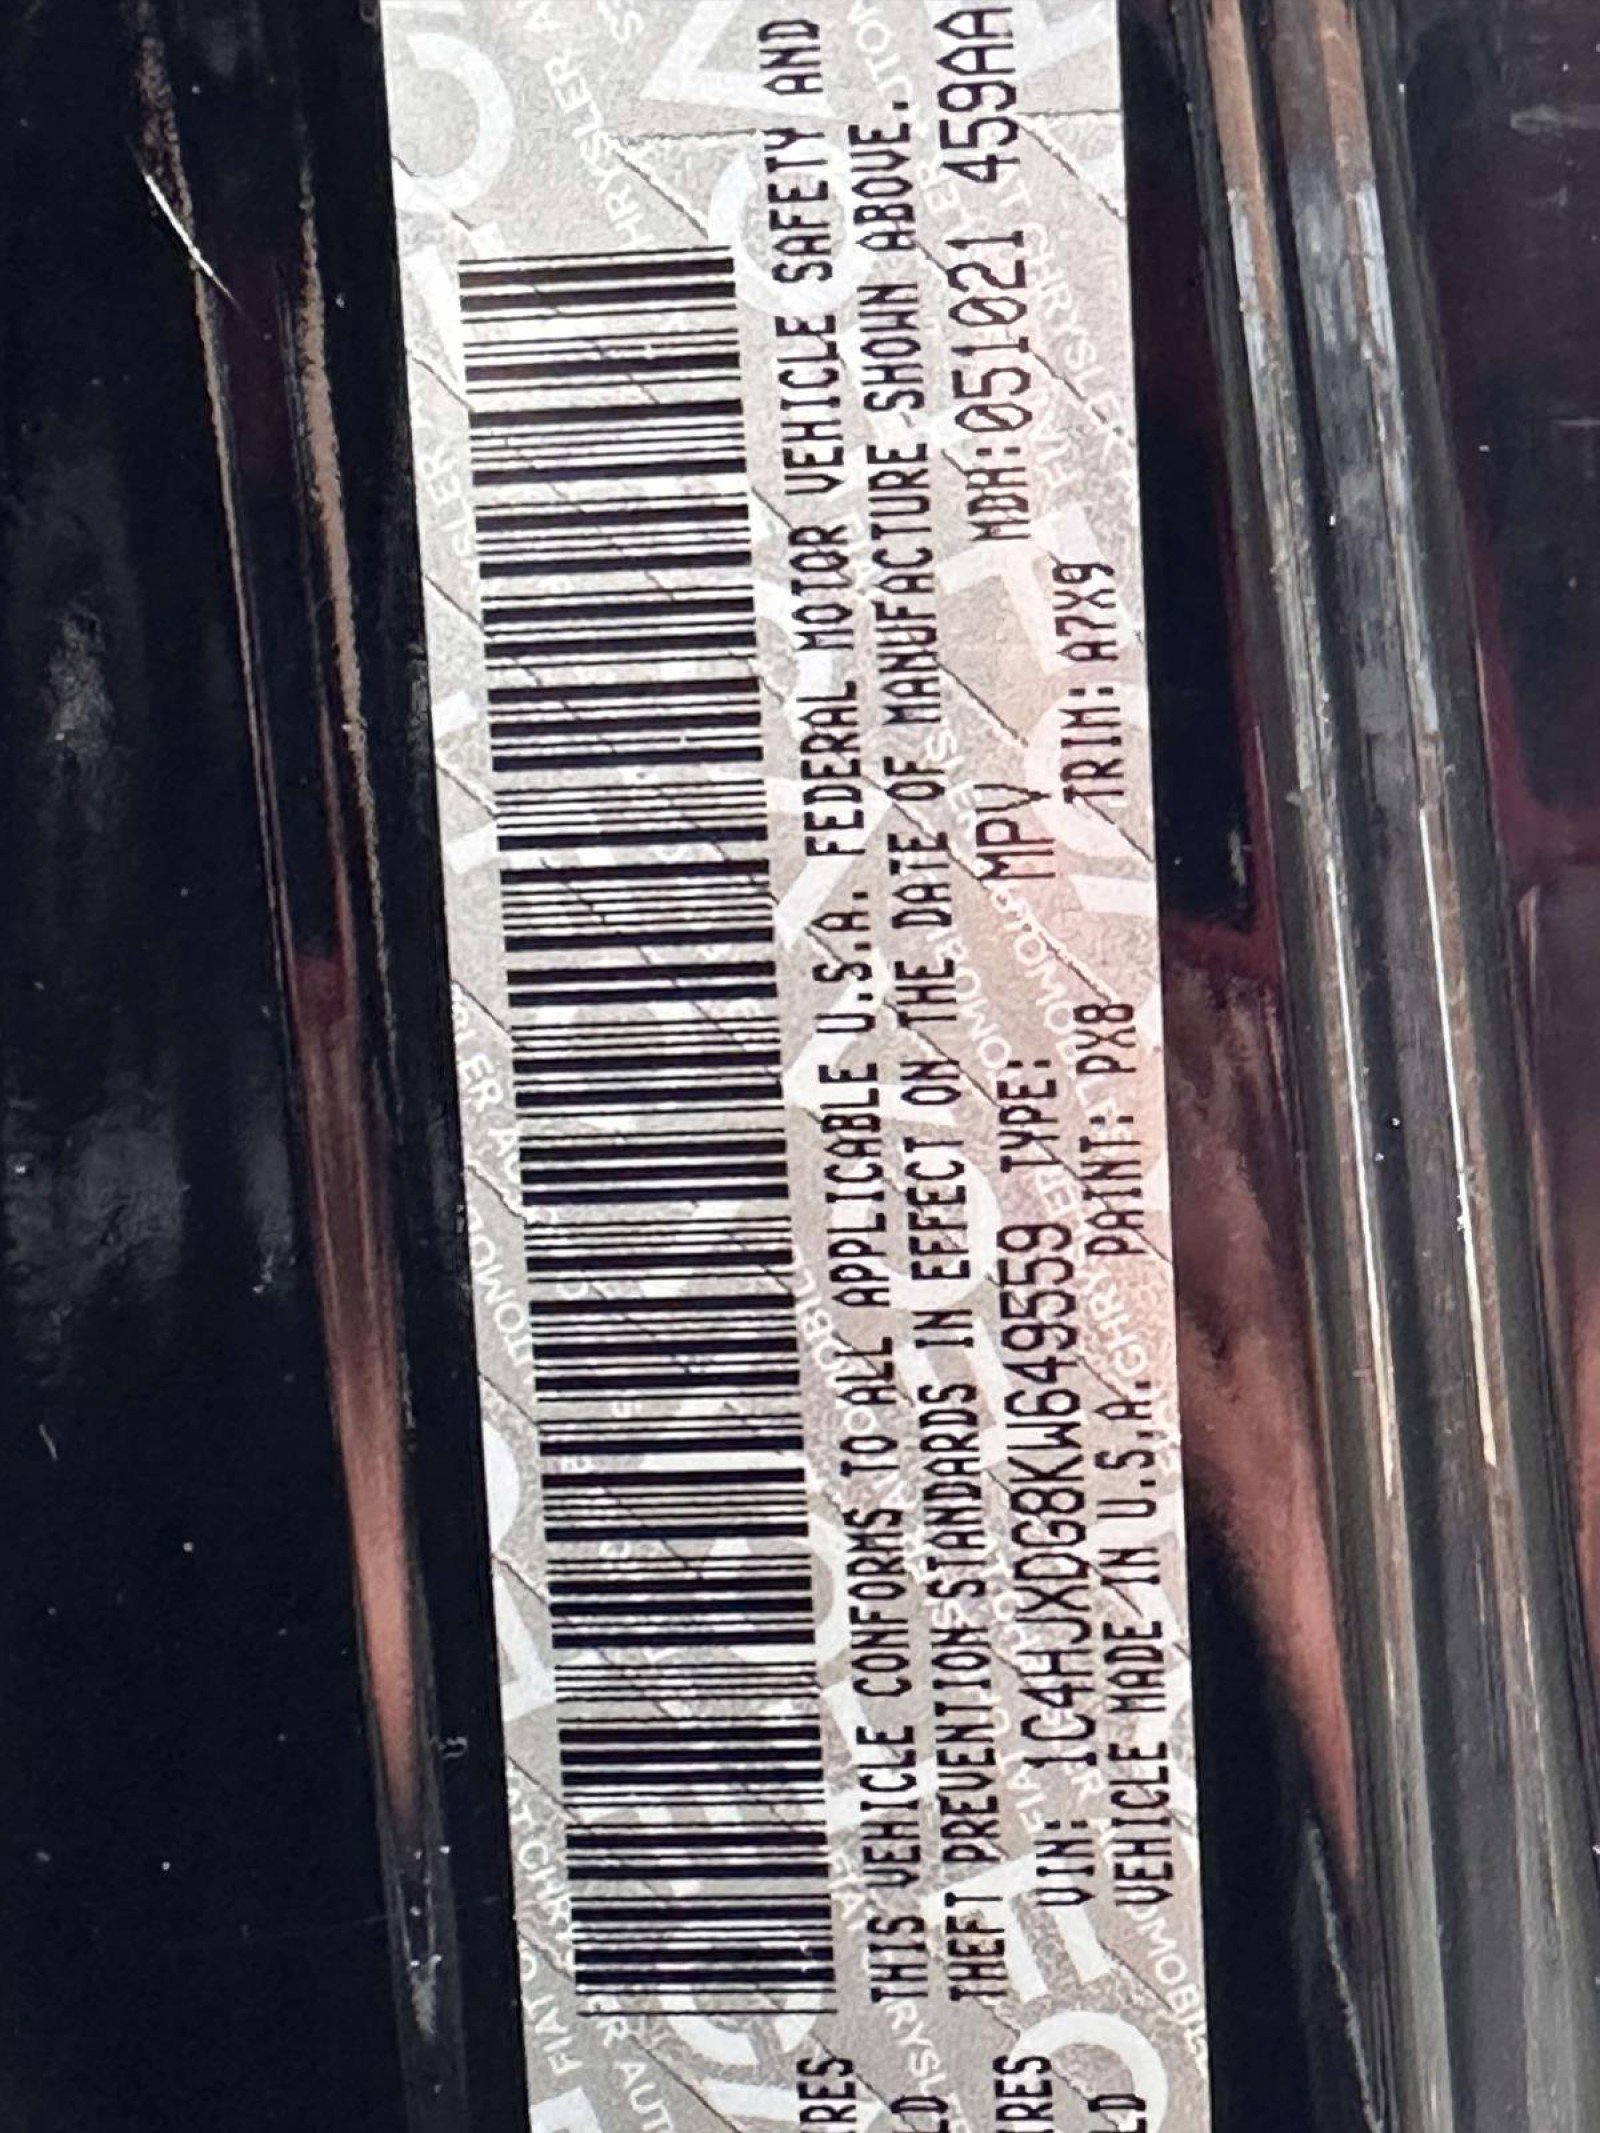 THIS VEHICLE CONFORMS TO ALL APPLICABLE U.S.A. FEDERAL MOTOR VEHICLE SAFETY AND
THEFT PREVENTION STANDARDS IN EFFECT ON THE DATE OF MANUFACTURE SHOWN ABOVE.
VIN: 1C4HJXDG8KW649559 TYPE: MPV MDH:051021 459AA
VEHICLE MADE IN U.S.A. PAINT: PX8 TRIM: A7X9